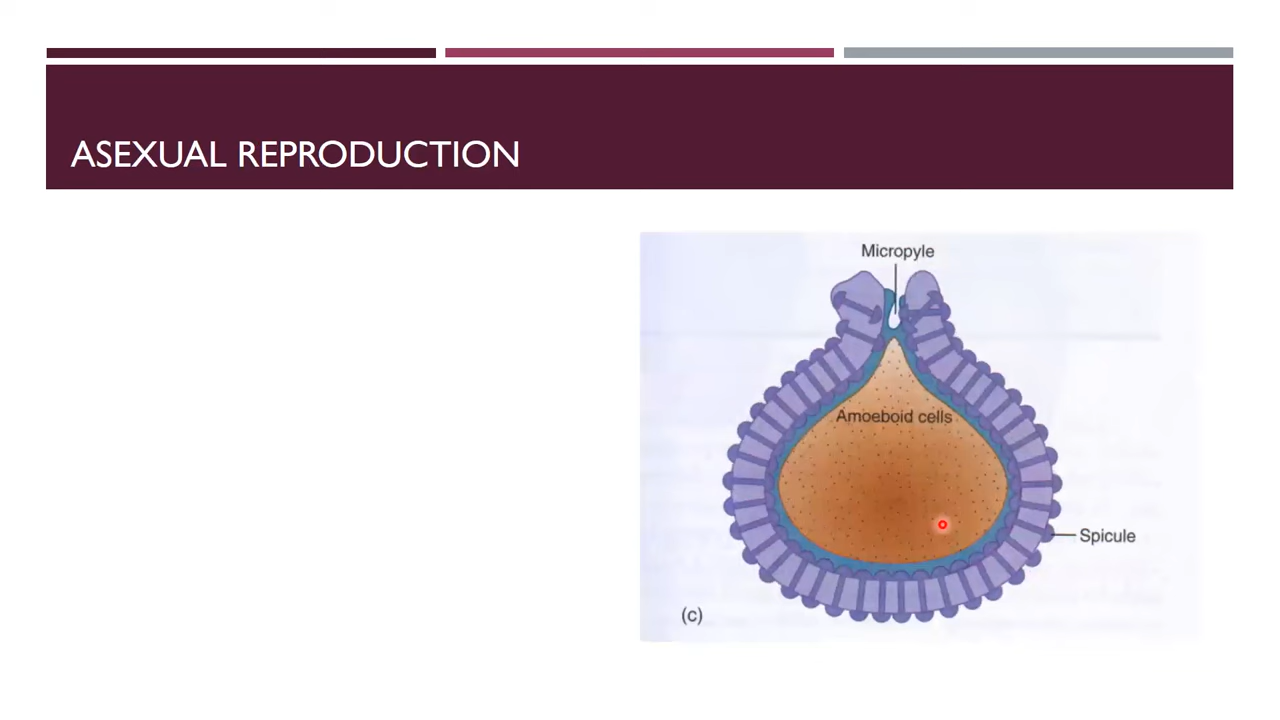 ASEXUAL REPRODUCTION
Micropyle
Amoeboid cells
Spicule
(c)